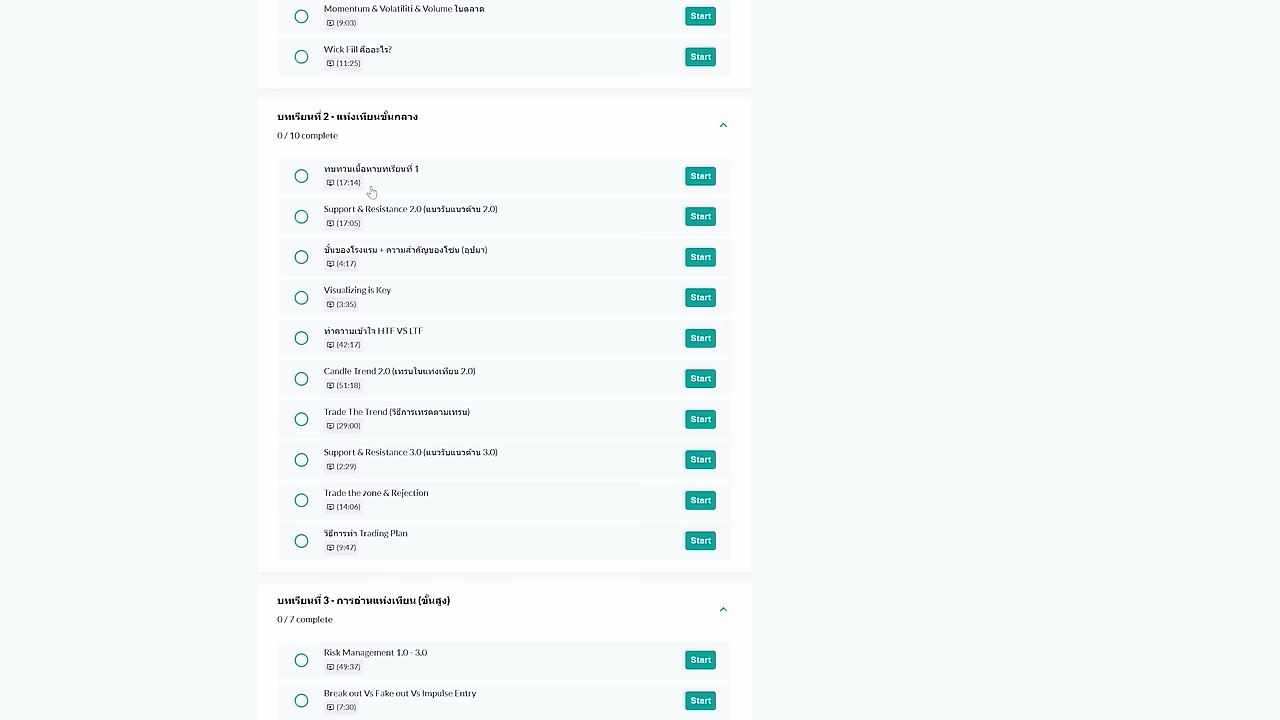 Momentum & Volatiliti & Volume ในตลาด
(9:03)
Start
Wick Fill คืออะไร?
(11:25)
Start
บทเรียนที่ 2 - แท่งเทียนขั้นกลาง
0 / 10 complete
ทบทวนเนื้อหาบทเรียนที่ 1
(17:14)
Start
Support & Resistance 2.0 (แนวรับแนวต้าน 2.0)
(17:05)
Start
ชั้นของโรงแรม + ความสำคัญของโซน (อุปมา)
(4:17)
Start
Visualizing is Key
(3:35)
Start
ทำความเข้าใจ HTF VS LTF
(42:17)
Start
Candle Trend 2.0 (เทรนในแท่งเทียน 2.0)
(51:18)
Start
Trade The Trend (วิธีการเทรดตามเทรน)
(29:00)
Start
Support & Resistance 3.0 (แนวรับแนวต้าน 3.0)
(2:29)
Start
Trade the zone & Rejection
(14:06)
Start
วิธีการทำ Trading Plan
(9:47)
Start
บทเรียนที่ 3 - การอ่านแท่งเทียน (ขั้นสูง)
0 / 7 complete
Risk Management 1.0 - 3.0
(49:37)
Start
Break out Vs Fake out Vs Impulse Entry
(7:30)
Start